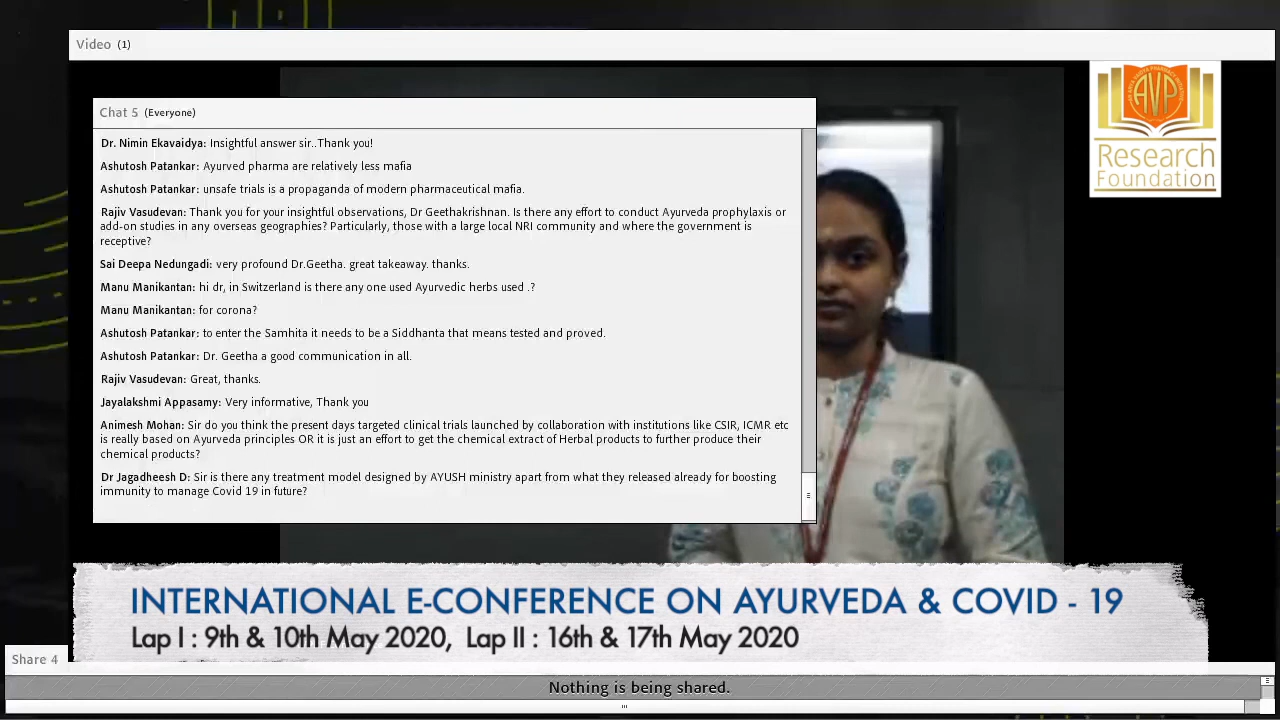 Video (1)
Chat 5 (Everyone)
Dr. Nimin Ekavaidya: Insightful answer sir..Thank you!
Ashutosh Patankar: Ayurved pharma are relatively less mafia
Ashutosh Patankar: unsafe trials is a propaganda of modern pharmaceutical mafia.
Rajiv Vasudevan: Thank you for your insightful observations, Dr Geethakrishnan. Is there any effort to conduct Ayurveda prophylaxis or
add-on studies in any overseas geographies? Particularly, those with a large local NRI community and where the government is
receptive?
Sai Deepa Nedungadi: very profound Dr.Geetha. great takeaway. thanks.
Manu Manikantan: hi dr, in Switzerland is there any one used Ayurvedic herbs used .?
Manu Manikantan: for corona?
Ashutosh Patankar: to enter the Samhita it needs to be a Siddhanta that means tested and proved.
Ashutosh Patankar: Dr. Geetha a good communication in all.
Rajiv Vasudevan: Great, thanks.
Jayalakshmi Appasamy: Very informative, Thank you
Animesh Mohan: Sir do you think the present days targeted clinical trials launched by collaboration with institutions like CSIR, ICMR etc
is really based on Ayurveda principles OR it is just an effort to get the chemical extract of Herbal products to further produce their
chemical products?
Dr Jagadheesh D: Sir is there any treatment model designed by AYUSH ministry apart from what they released already for boosting
immunity to manage Covid 19 in future?
AVP
Research
Foundation
INTERNATIONAL E-CONFERENCE ON AYURVEDA & COVID - 19
Lap I : 9th & 10th May 2020, Lap II : 16th & 17th May 2020
Share 4
Nothing is being shared.